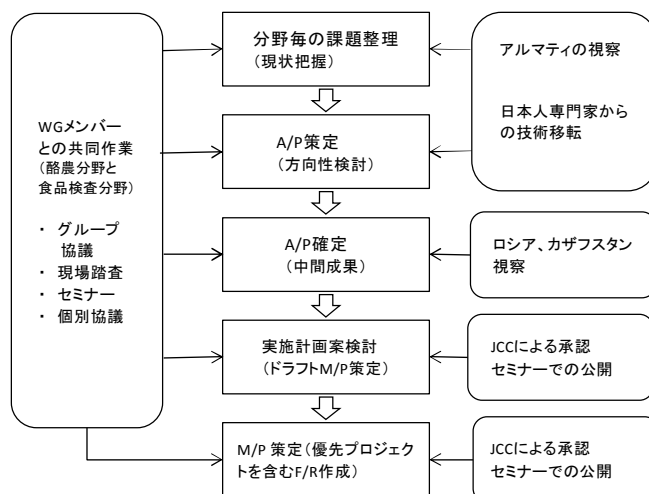 WGメンバー
との共同作業
(酪農分野と
食品検査分野)
・ グループ
協議
・ 現場踏査
・ セミナー
・ 個別協議
分野毎の課題整理
(現状把握)
A/P策定
(方向性検討)
A/P確定
(中間成果)
実施計画案検討
(ドラフトM/P策定)
M/P 策定(優先プロジェク
トを含むF/R作成)
アルマティの視察
日本人専門家から
の技術移転
ロシア、カザフスタン
視察
JCCによる承認
セミナーでの公開
JCCによる承認
セミナーでの公開